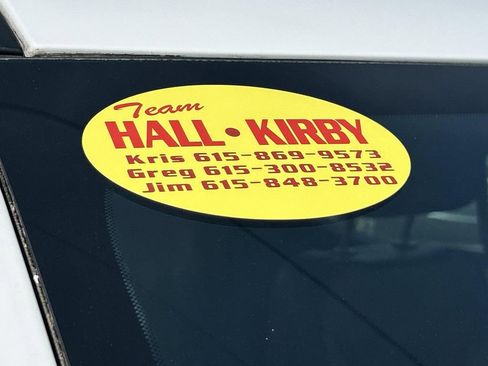 Team
HALL • KIRBY
Kris 615-869-9573
Greg 615-300-8532
Jim 615-848-3700